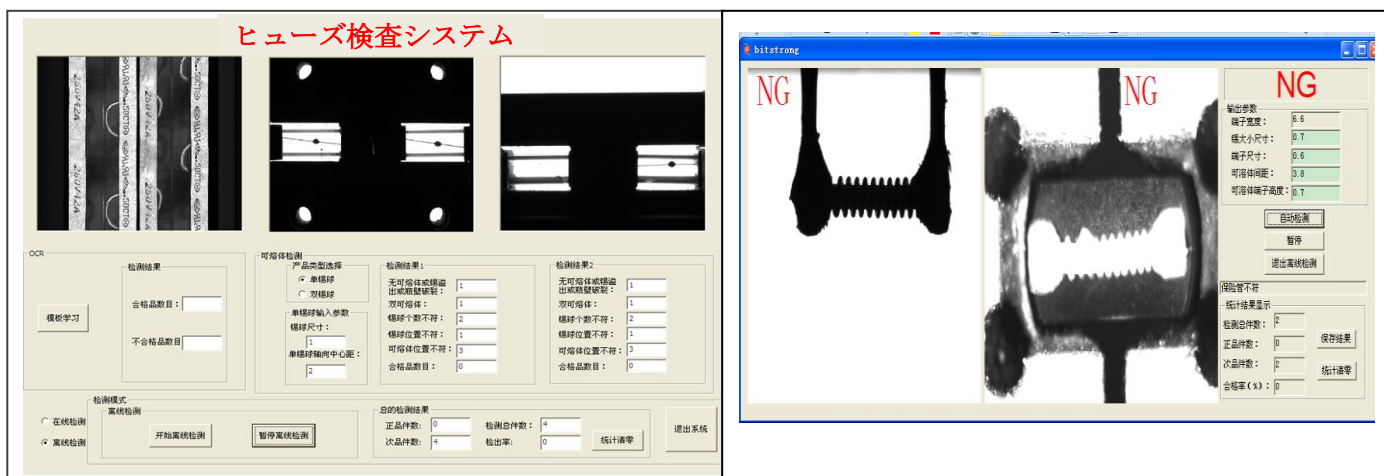 ヒューズ検査システム
250V42A
250V42A
250V42A
OCR
检测结果
合格品数目：
不合格品数目
模板学习
可熔体检测
产品类型选择
单锡球
双锡球
单锡球输入参数
锡球尺寸：
1
单锡球轴向中心距：
2
检测结果1
无可熔体或锡溢
出或瓶壁破裂：
1
双可熔体：
1
锡球个数不符：
2
锡球位置不符：
1
可熔体位置不符：
3
合格品数目：
0
检测结果2
无可熔体或锡溢
出或瓶壁破裂：
1
双可熔体：
1
锡球个数不符：
2
锡球位置不符：
1
可熔体位置不符：
3
合格品数目：
0
在线检测
离线检测
检测模式
离线检测
开始离线检测
暂停离线检测
总的检测结果
正品件数：
0
检测总件数：
4
次品件数：
4
检出率：
0
统计清零
退出系统
bitstrong
NG
NG
NG
输出参数
端子宽度：
6.6
锡大小尺寸：
0.7
端子尺寸：
0.6
可溶体间距：
3.8
可溶体端子高度：
0.7
自动检测
暂停
退出离线检测
保险管不符
统计结果显示
检测总件数：
2
正品件数：
0
次品件数：
2
合格率(%)：
0
保存结果
统计清零